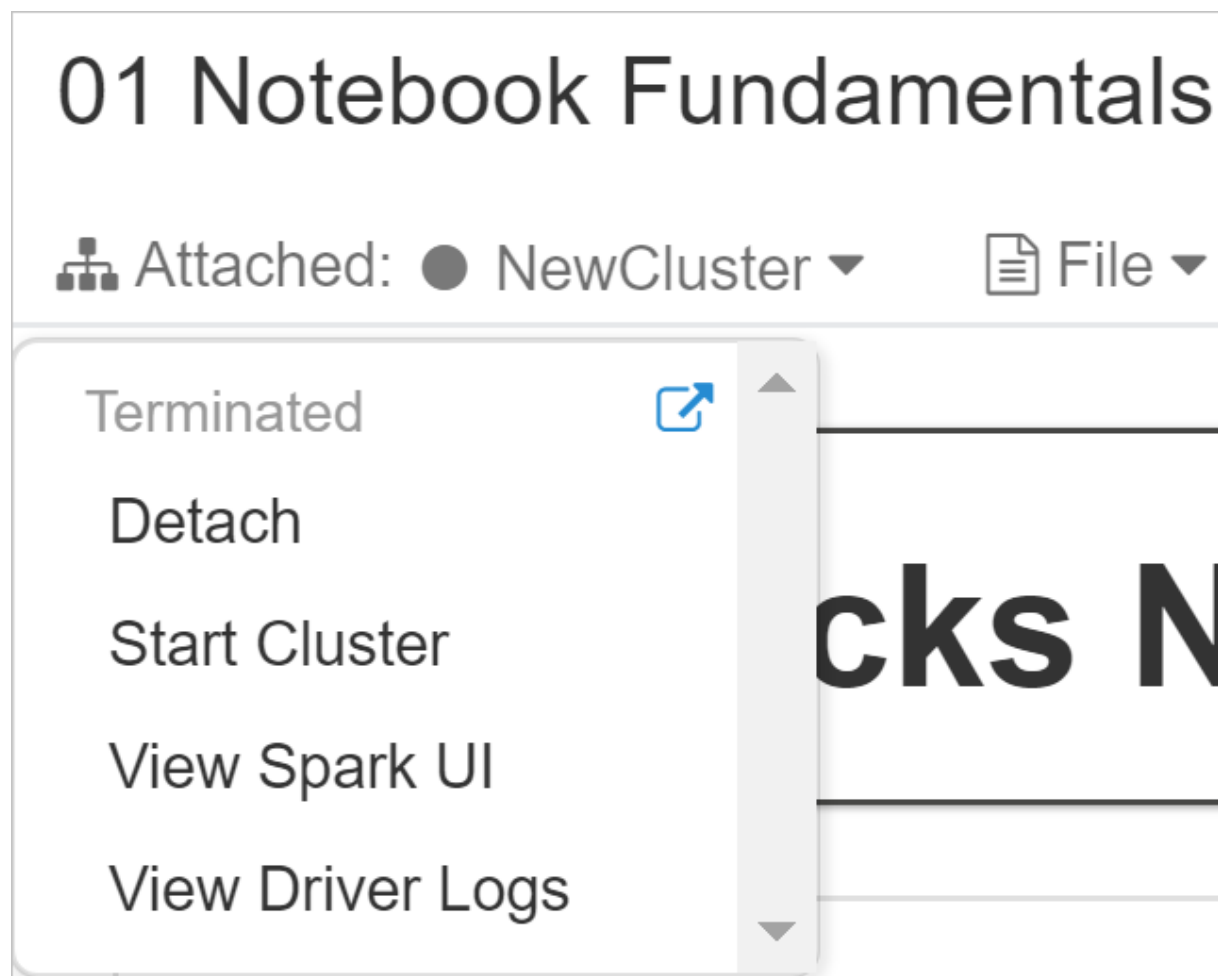 01 Notebook Fundamentals
Attached: NewCluster File
Terminated
Detach
Start Cluster
cks N
View Spark UI
View Driver Logs